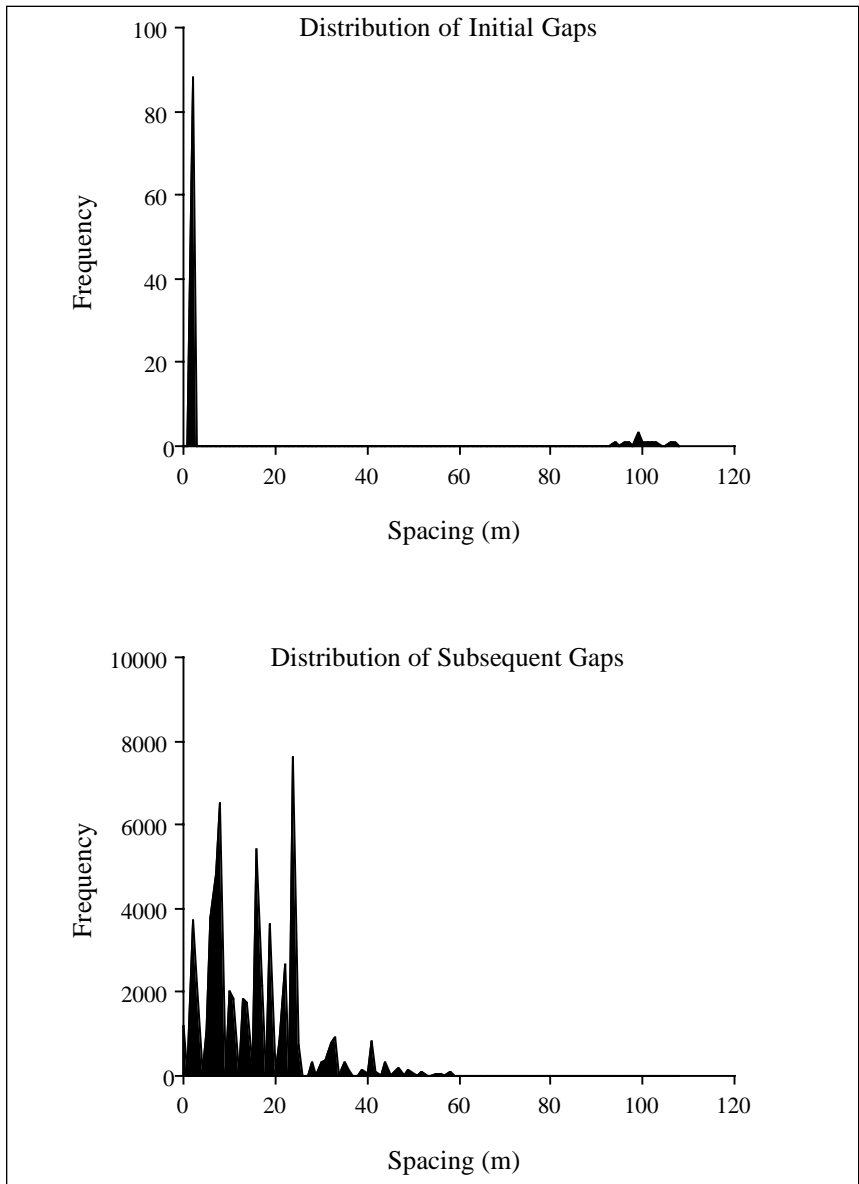 Distribution of Initial Gaps
100
80
60
40
20
0
Frequency
0 20 40 60 80 100 120
Spacing (m)
Distribution of Subsequent Gaps
10000
8000
6000
4000
2000
0
Frequency
0 20 40 60 80 100 120
Spacing (m)